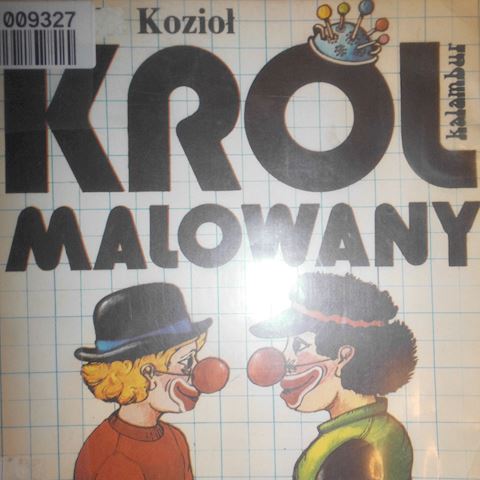 009327
Kozioł
KRÓL
MALOWANY
kalambur